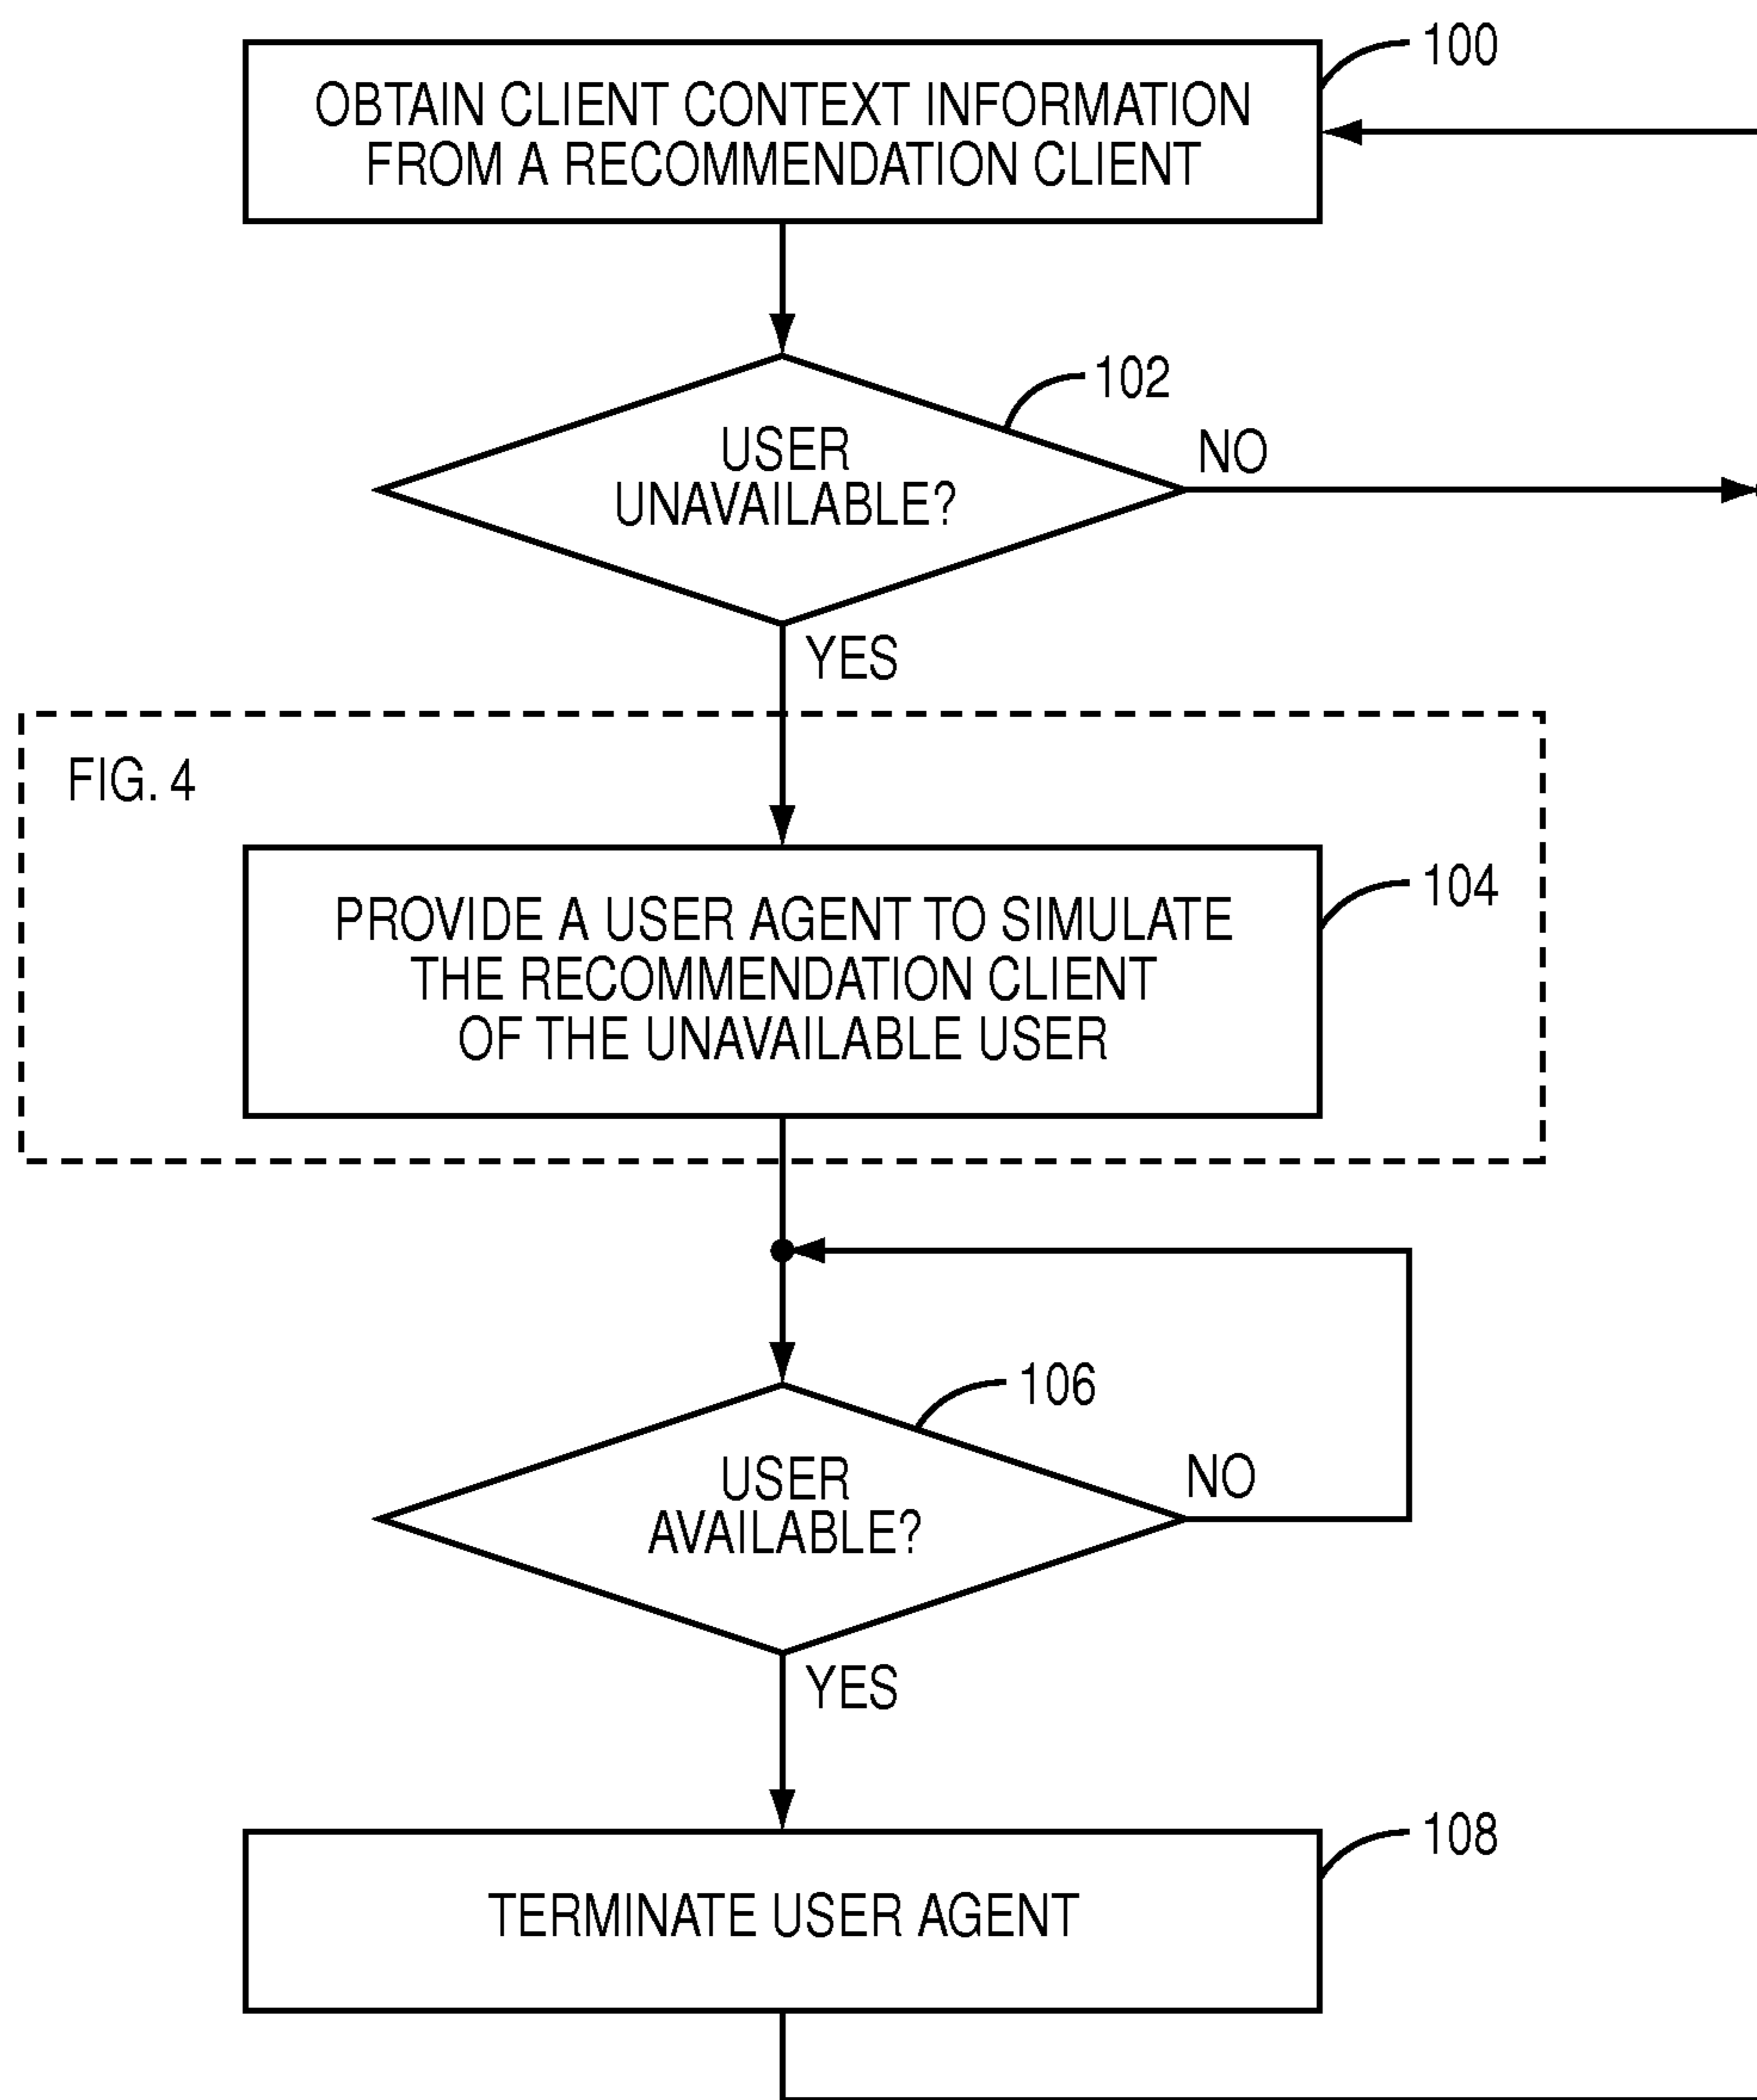 100
OBTAIN CLIENT CONTEXT INFORMATION
FROM A RECOMMENDATION CLIENT
102
USER
UNAVAILABLE?
NO
YES
FIG. 4
104
PROVIDE A USER AGENT TO SIMULATE
THE RECOMMENDATION CLIENT
OF THE UNAVAILABLE USER
106
USER
AVAILABLE?
NO
YES
108
TERMINATE USER AGENT